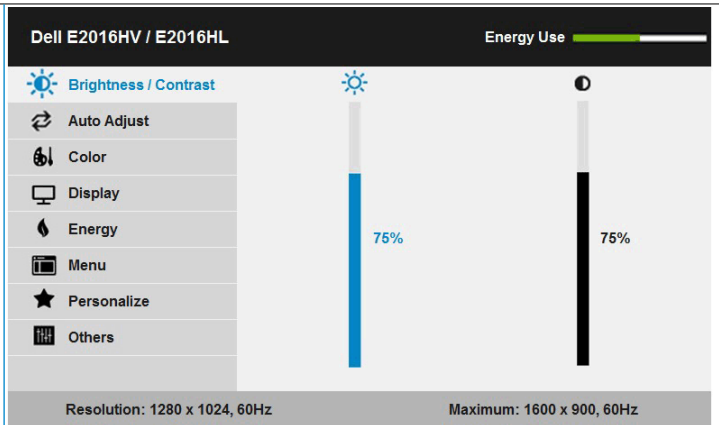 Dell E2016HV / E2016HL
Energy Use
Brightness / Contrast
Auto Adjust
Color
Display
Energy
Menu
Personalize
Others
75%
75%
Resolution: 1280 x 1024, 60Hz
Maximum: 1600 x 900, 60Hz